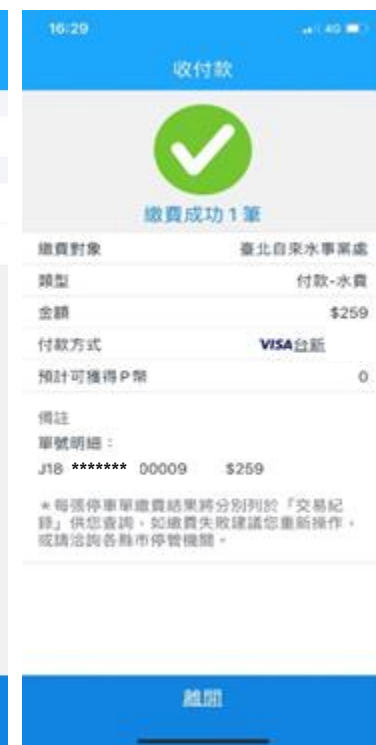 16:29
4G
收付款
繳費成功1筆
繳費對象 臺北自來水事業處
類型 付款-水費
金額 $259
付款方式 VISA台新
預計可獲得P幣 0
備註
單號明細：
J18 ******* 00009 $259
＊每張停車單繳費結果將分別列於「交易紀
錄」供您查詢，如繳費失敗建議您重新操作，
或請洽詢各縣市停管機關。
離開